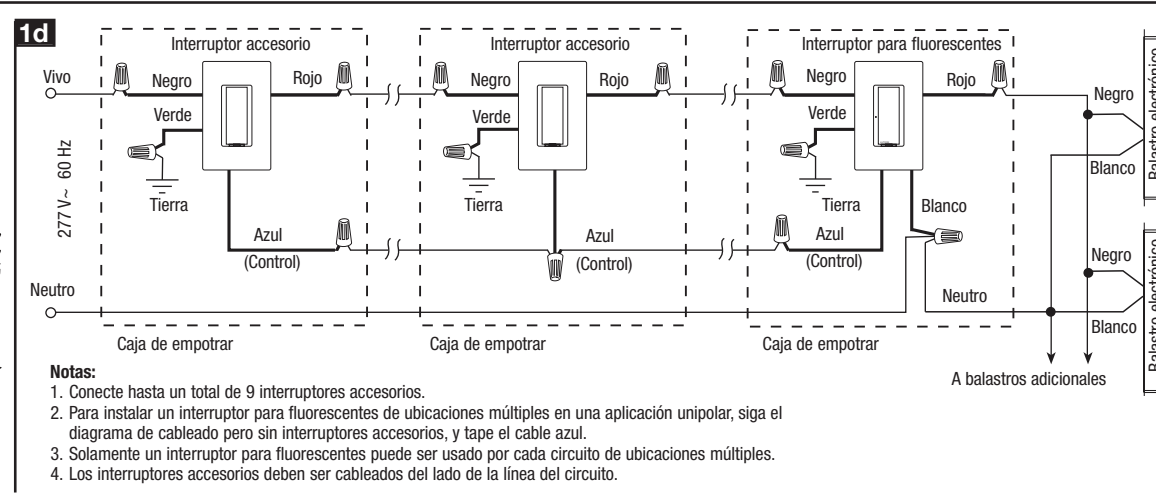 1d
Interruptor accesorio
Interruptor accesorio
Interruptor para fluorescentes
Vivo
Negro
Rojo
Negro
Rojo
Negro
Rojo
Negro
Verde
Verde
Verde
Balastro electrónico
277 V~ 60 Hz
Blanco
Tierra
Tierra
Tierra
Blanco
Azul
(Control)
Azul
(Control)
Azul
(Control)
Negro
Neutro
Neutro
Balastro electrónico
Blanco
Caja de empotrar
Caja de empotrar
Caja de empotrar
A balastros adicionales
Notas:
1. Conecte hasta un total de 9 interruptores accesorios.
2. Para instalar un interruptor para fluorescentes de ubicaciones múltiples en una aplicación unipolar, siga el
diagrama de cableado pero sin interruptores accesorios, y tape el cable azul.
3. Solamente un interruptor para fluorescentes puede ser usado por cada circuito de ubicaciones múltiples.
4. Los interruptores accesorios deben ser cableados del lado de la línea del circuito.